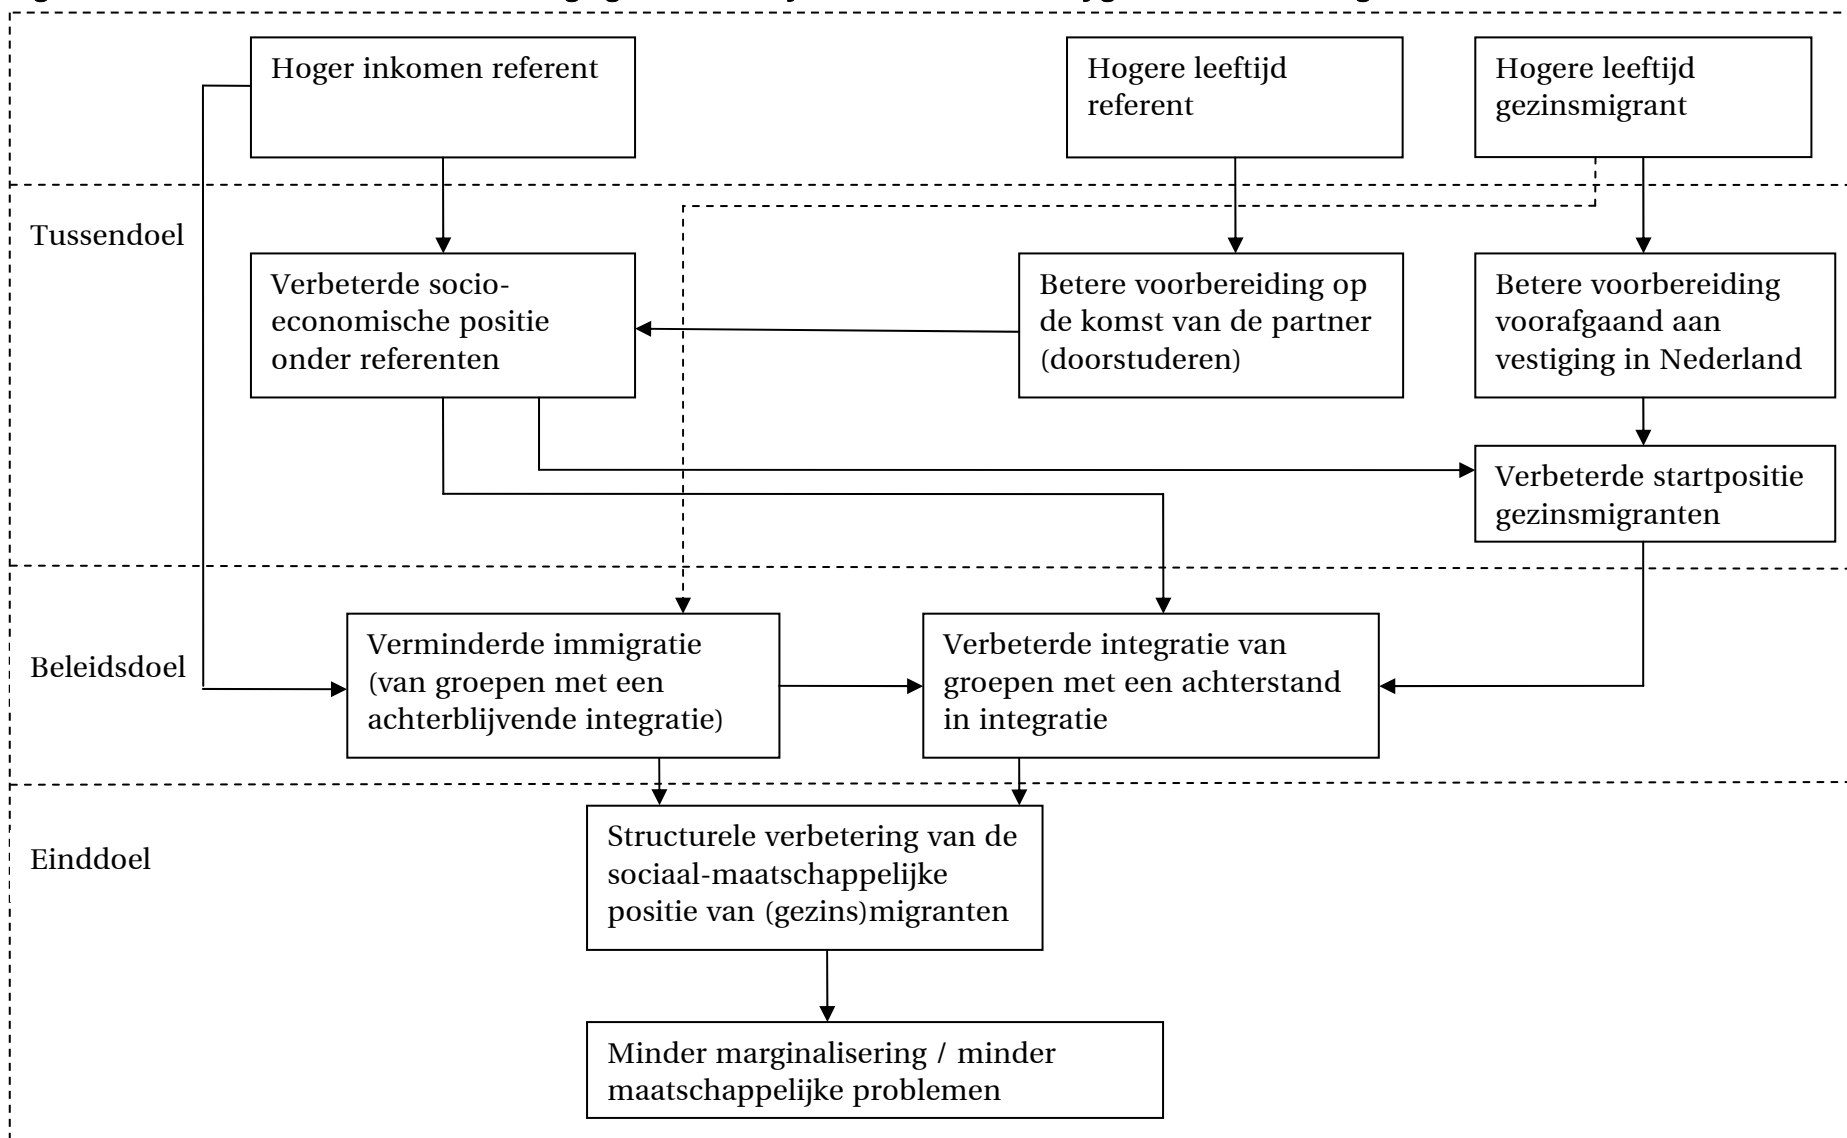 Hoger inkomen referent
Hogere leeftijd
referent
Hogere leeftijd
gezinsmigrant
Tussendoel
Verbeterde socio-
economische positie
onder referenten
Betere voorbereiding op
de komst van de partner
(doorstuderen)
Betere voorbereiding
voorafgaand aan
vestiging in Nederland
Verbeterde startpositie
gezinsmigranten
Beleidsdoel
Verminderde immigratie
(van groepen met een
achterblijvende integratie)
Verbeterde integratie van
groepen met een achterstand
in integratie
Einddoel
Structurele verbetering van de
sociaal-maatschappelijke
positie van (gezins)migranten
Minder marginalisering / minder
maatschappelijke problemen